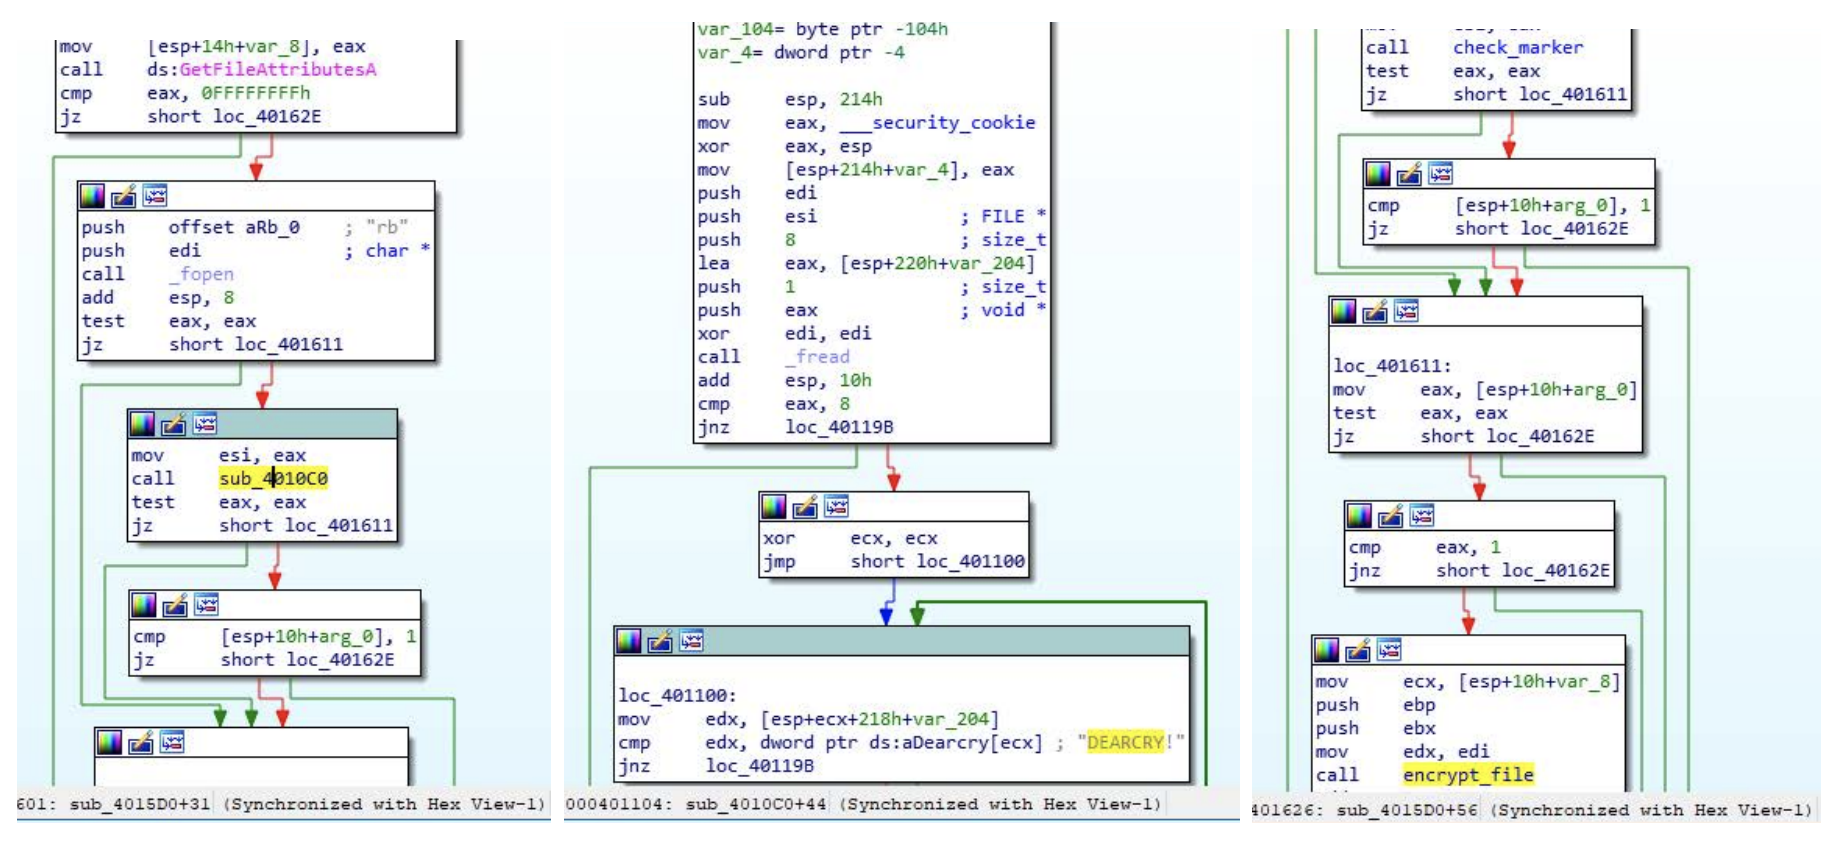 mov [esp+14h+var_8], eax
call ds:GetFileAttributesA
cmp eax, 0FFFFFFFFh
jz short loc_40162E
push offset aRb_0 ; "rb"
push edi ; char *
call _fopen
add esp, 8
test eax, eax
jz short loc_401611
mov esi, eax
call sub_4010C0
test eax, eax
jz short loc_401611
cmp [esp+10h+arg_0], 1
jz short loc_40162E
601: sub_4015D0+31 (Synchronized with Hex View-1)
var_104= byte ptr -104h
var_4= dword ptr -4
sub esp, 214h
mov eax, ___security_cookie
xor eax, esp
mov [esp+214h+var_4], eax
push edi
push esi ; FILE *
push 8 ; size_t
lea eax, [esp+220h+var_204]
push 1 ; size_t
push eax ; void *
xor edi, edi
call _fread
add esp, 10h
cmp eax, 8
jnz loc_40119B
xor ecx, ecx
jmp short loc_401100
loc_401100:
mov edx, [esp+ecx+218h+var_204]
cmp edx, dword ptr ds:aDearcry[ecx] ; "DEARCRY!"
jnz loc_40119B
000401104: sub_4010C0+44 (Synchronized with Hex View-1)
call check_marker
test eax, eax
jz short loc_401611
cmp [esp+10h+arg_0], 1
jz short loc_40162E
loc_401611:
mov eax, [esp+10h+arg_0]
test eax, eax
jz short loc_40162E
cmp eax, 1
jnz short loc_40162E
mov ecx, [esp+10h+var_8]
push ebp
push ebx
mov edx, edi
call encrypt_file
401626: sub_4015D0+56 (Synchronized with Hex View-1)